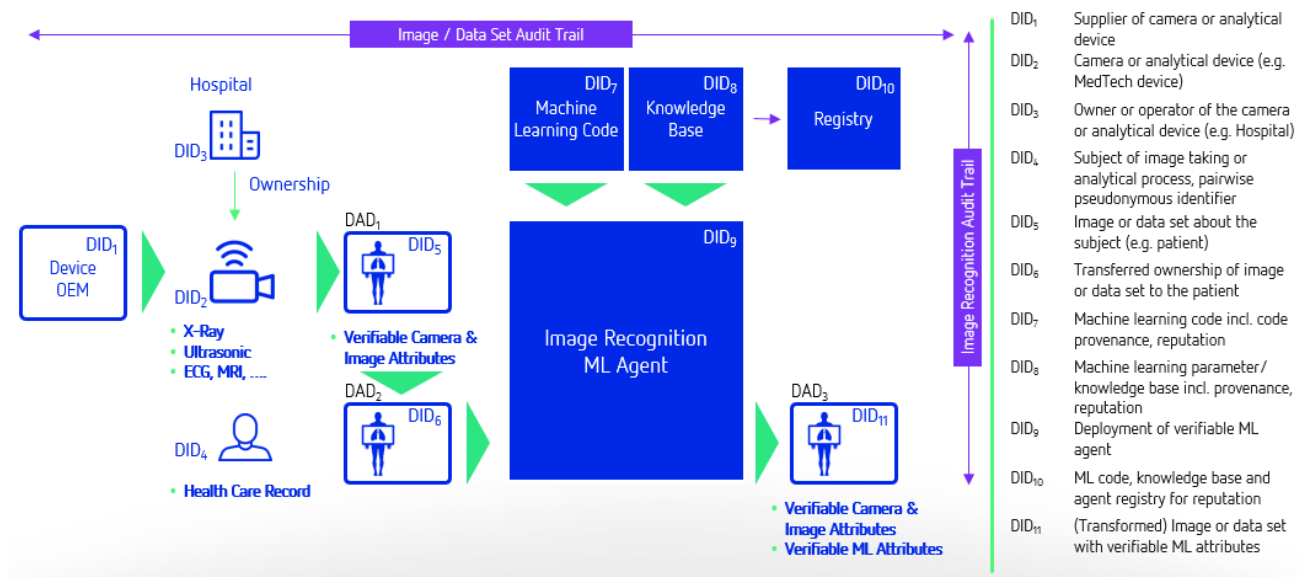 Image / Data Set Audit Trail
Hospital
DID₃
Ownership
DID₁
Device
OEM
DID₂
• X-Ray
• Ultrasonic
• ECG, MRI, ....
DID₄
• Health Care Record
DAD₁
DID₅
• Verifiable Camera &
Image Attributes
DAD₂
DID₆
DID₇
Machine
Learning Code
DID₈
Knowledge
Base
DID₁₀
Registry
DID₉
Image Recognition
ML Agent
DAD₃
DID₁₁
• Verifiable Camera &
Image Attributes
• Verifiable ML Attributes
Image Recognition Audit Trail
DID₁ Supplier of camera or analytical
device
DID₂ Camera or analytical device (e.g.
MedTech device)
DID₃ Owner or operator of the camera
or analytical device (e.g. Hospital)
DID₄ Subject of image taking or
analytical process, pairwise
pseudonymous identifier
DID₅ Image or data set about the
subject (e.g. patient)
DID₆ Transferred ownership of image
or data set to the patient
DID₇ Machine learning code incl. code
provenance, reputation
DID₈ Machine learning parameter/
knowledge base incl. provenance,
reputation
DID₉ Deployment of verifiable ML
agent
DID₁₀ ML code, knowledge base and
agent registry for reputation
DID₁₁ (Transformed) Image or data set
with verifiable ML attributes